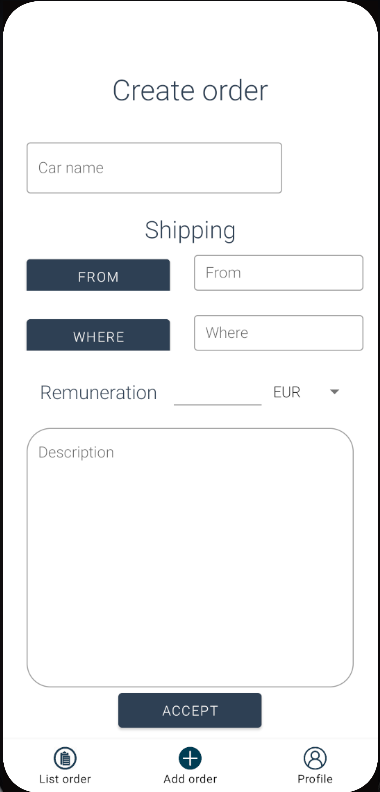 Create order
Car name
Shipping
FROM
From
WHERE
Where
Remuneration EUR
Description
ACCEPT
List order
Add order
Profile